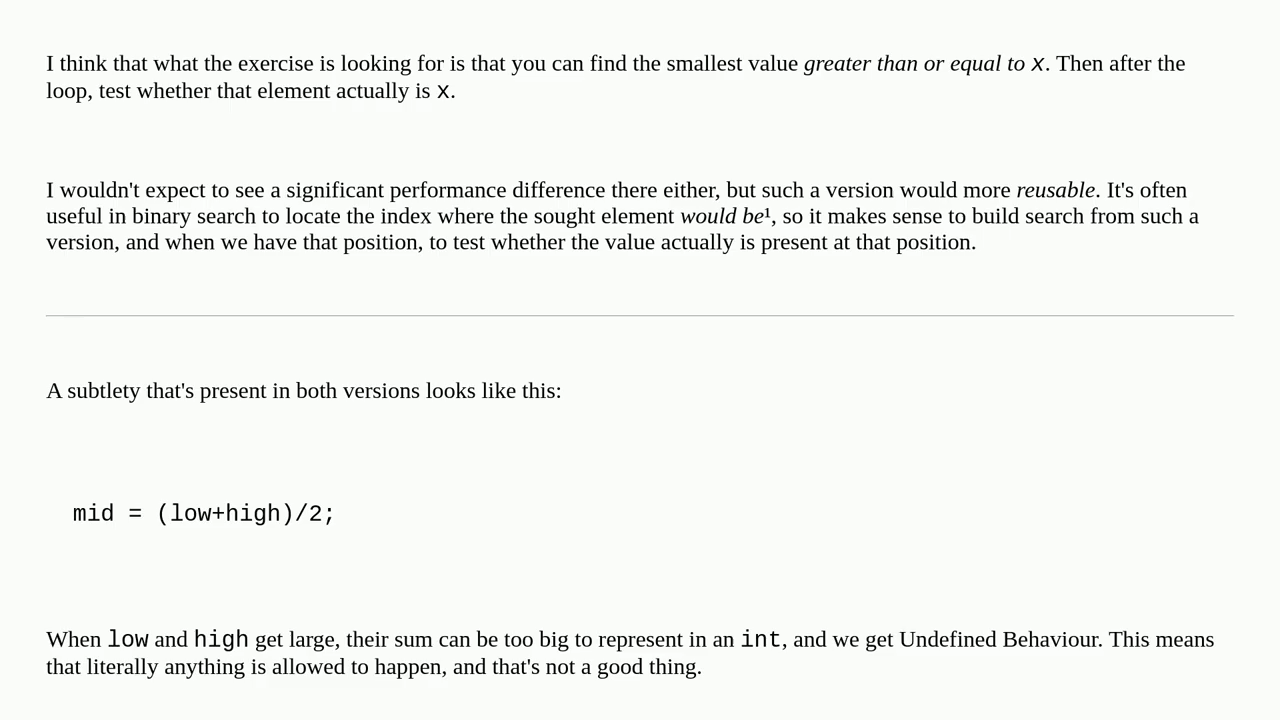 I think that what the exercise is looking for is that you can find the smallest value greater than or equal to x. Then after the
loop, test whether that element actually is x.
I wouldn't expect to see a significant performance difference there either, but such a version would more reusable. It's often
useful in binary search to locate the index where the sought element would be¹, so it makes sense to build search from such a
version, and when we have that position, to test whether the value actually is present at that position.
A subtlety that's present in both versions looks like this:
mid = (low+high)/2;
When low and high get large, their sum can be too big to represent in an int, and we get Undefined Behaviour. This means
that literally anything is allowed to happen, and that's not a good thing.